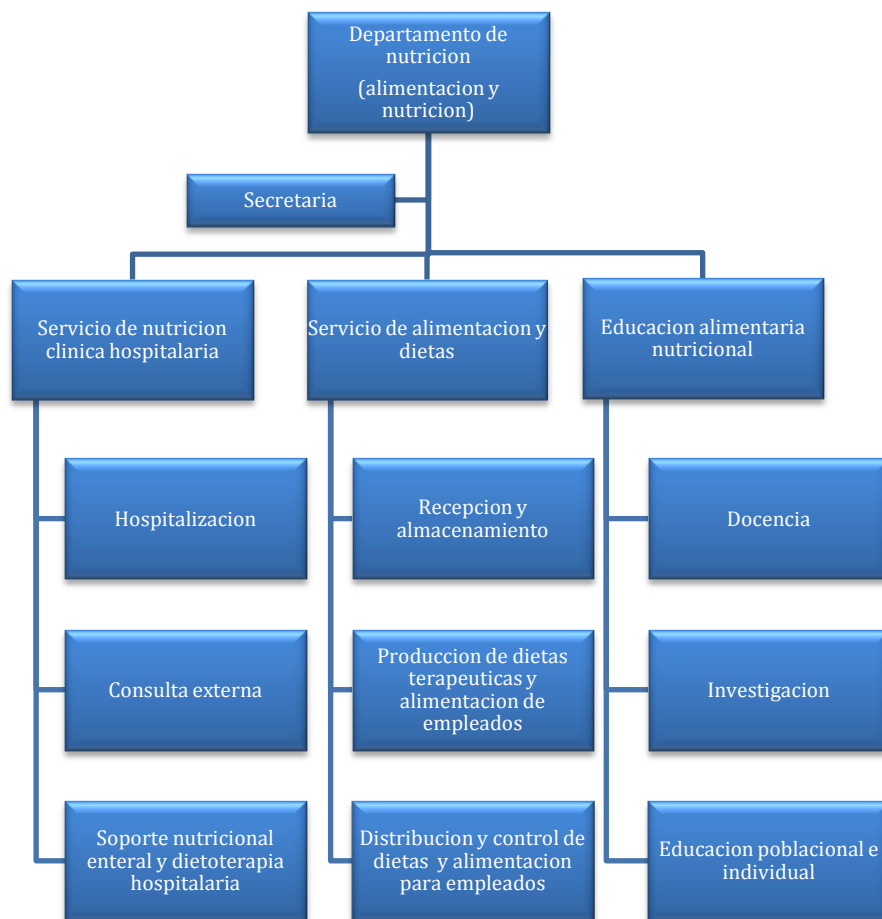 Departamento de
nutricion
(alimentacion y
nutricion)
Secretaria
Servicio de nutricion
clinica hospitalaria
Servicio de alimentacion y
dietas
Educacion alimentaria
nutricional
Hospitalizacion
Recepcion y
almacenamiento
Docencia
Consulta externa
Produccion de dietas
terapeuticas y
alimentacion de
empleados
Investigacion
Soporte nutricional
enteral y dietoterapia
hospitalaria
Distribucion y control de
dietas y alimentacion
para empleados
Educacion poblacional e
individual